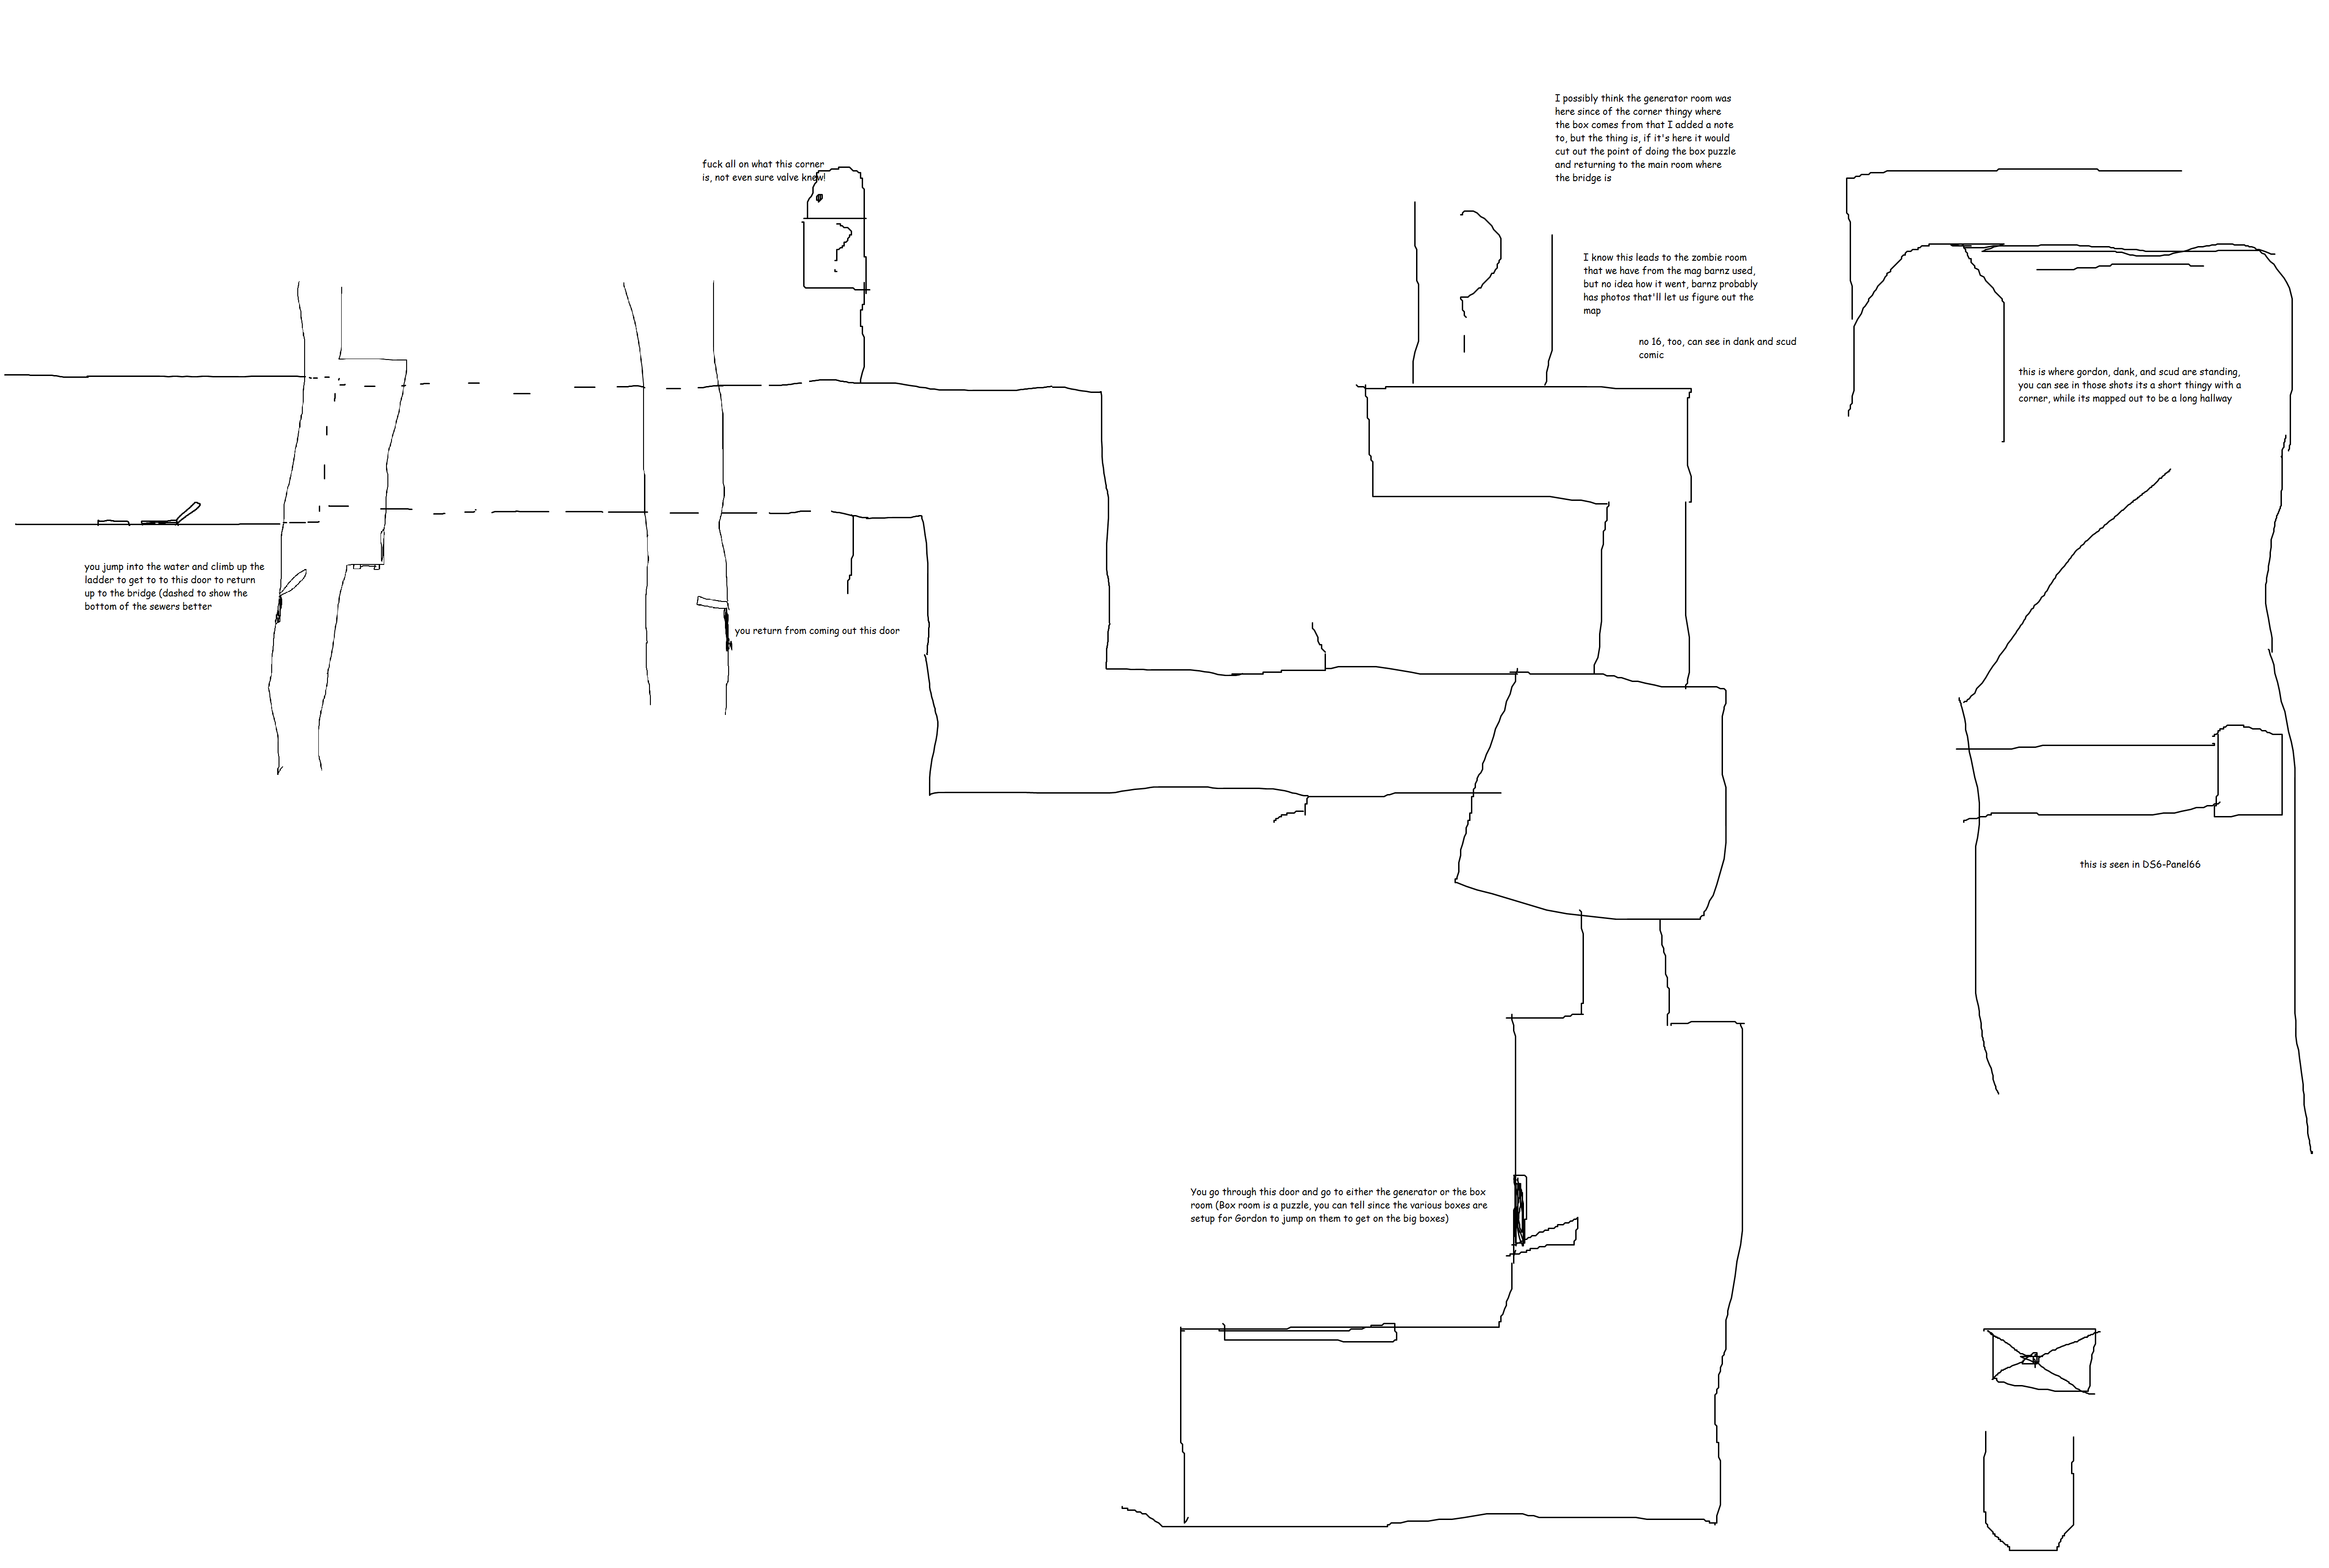 I possibly think the generator room was
here since of the corner thingy where
the box comes from that I added a note
to, but the thing is, if it's here it would
cut out the point of doing the box puzzle
and returning to the main room where
the bridge is
fuck all on what this corner
is, not even sure valve knew!
?
?
I know this leads to the zombie room
that we have from the mag barnz used,
but no idea how it went, barnz probably
has photos that'll let us figure out the
map
no 16, too, can see in dank and scud
comic
this is where gordon, dank, and scud are standing,
you can see in those shots its a short thingy with a
corner, while its mapped out to be a long hallway
you jump into the water and climb up the
ladder to get to to this door to return
up to the bridge (dashed to show the
bottom of the sewers better
you return from coming out this door
this is seen in DS6-Panel66
You go through this door and go to either the generator or the box
room (Box room is a puzzle, you can tell since the various boxes are
setup for Gordon to jump on them to get on the big boxes)